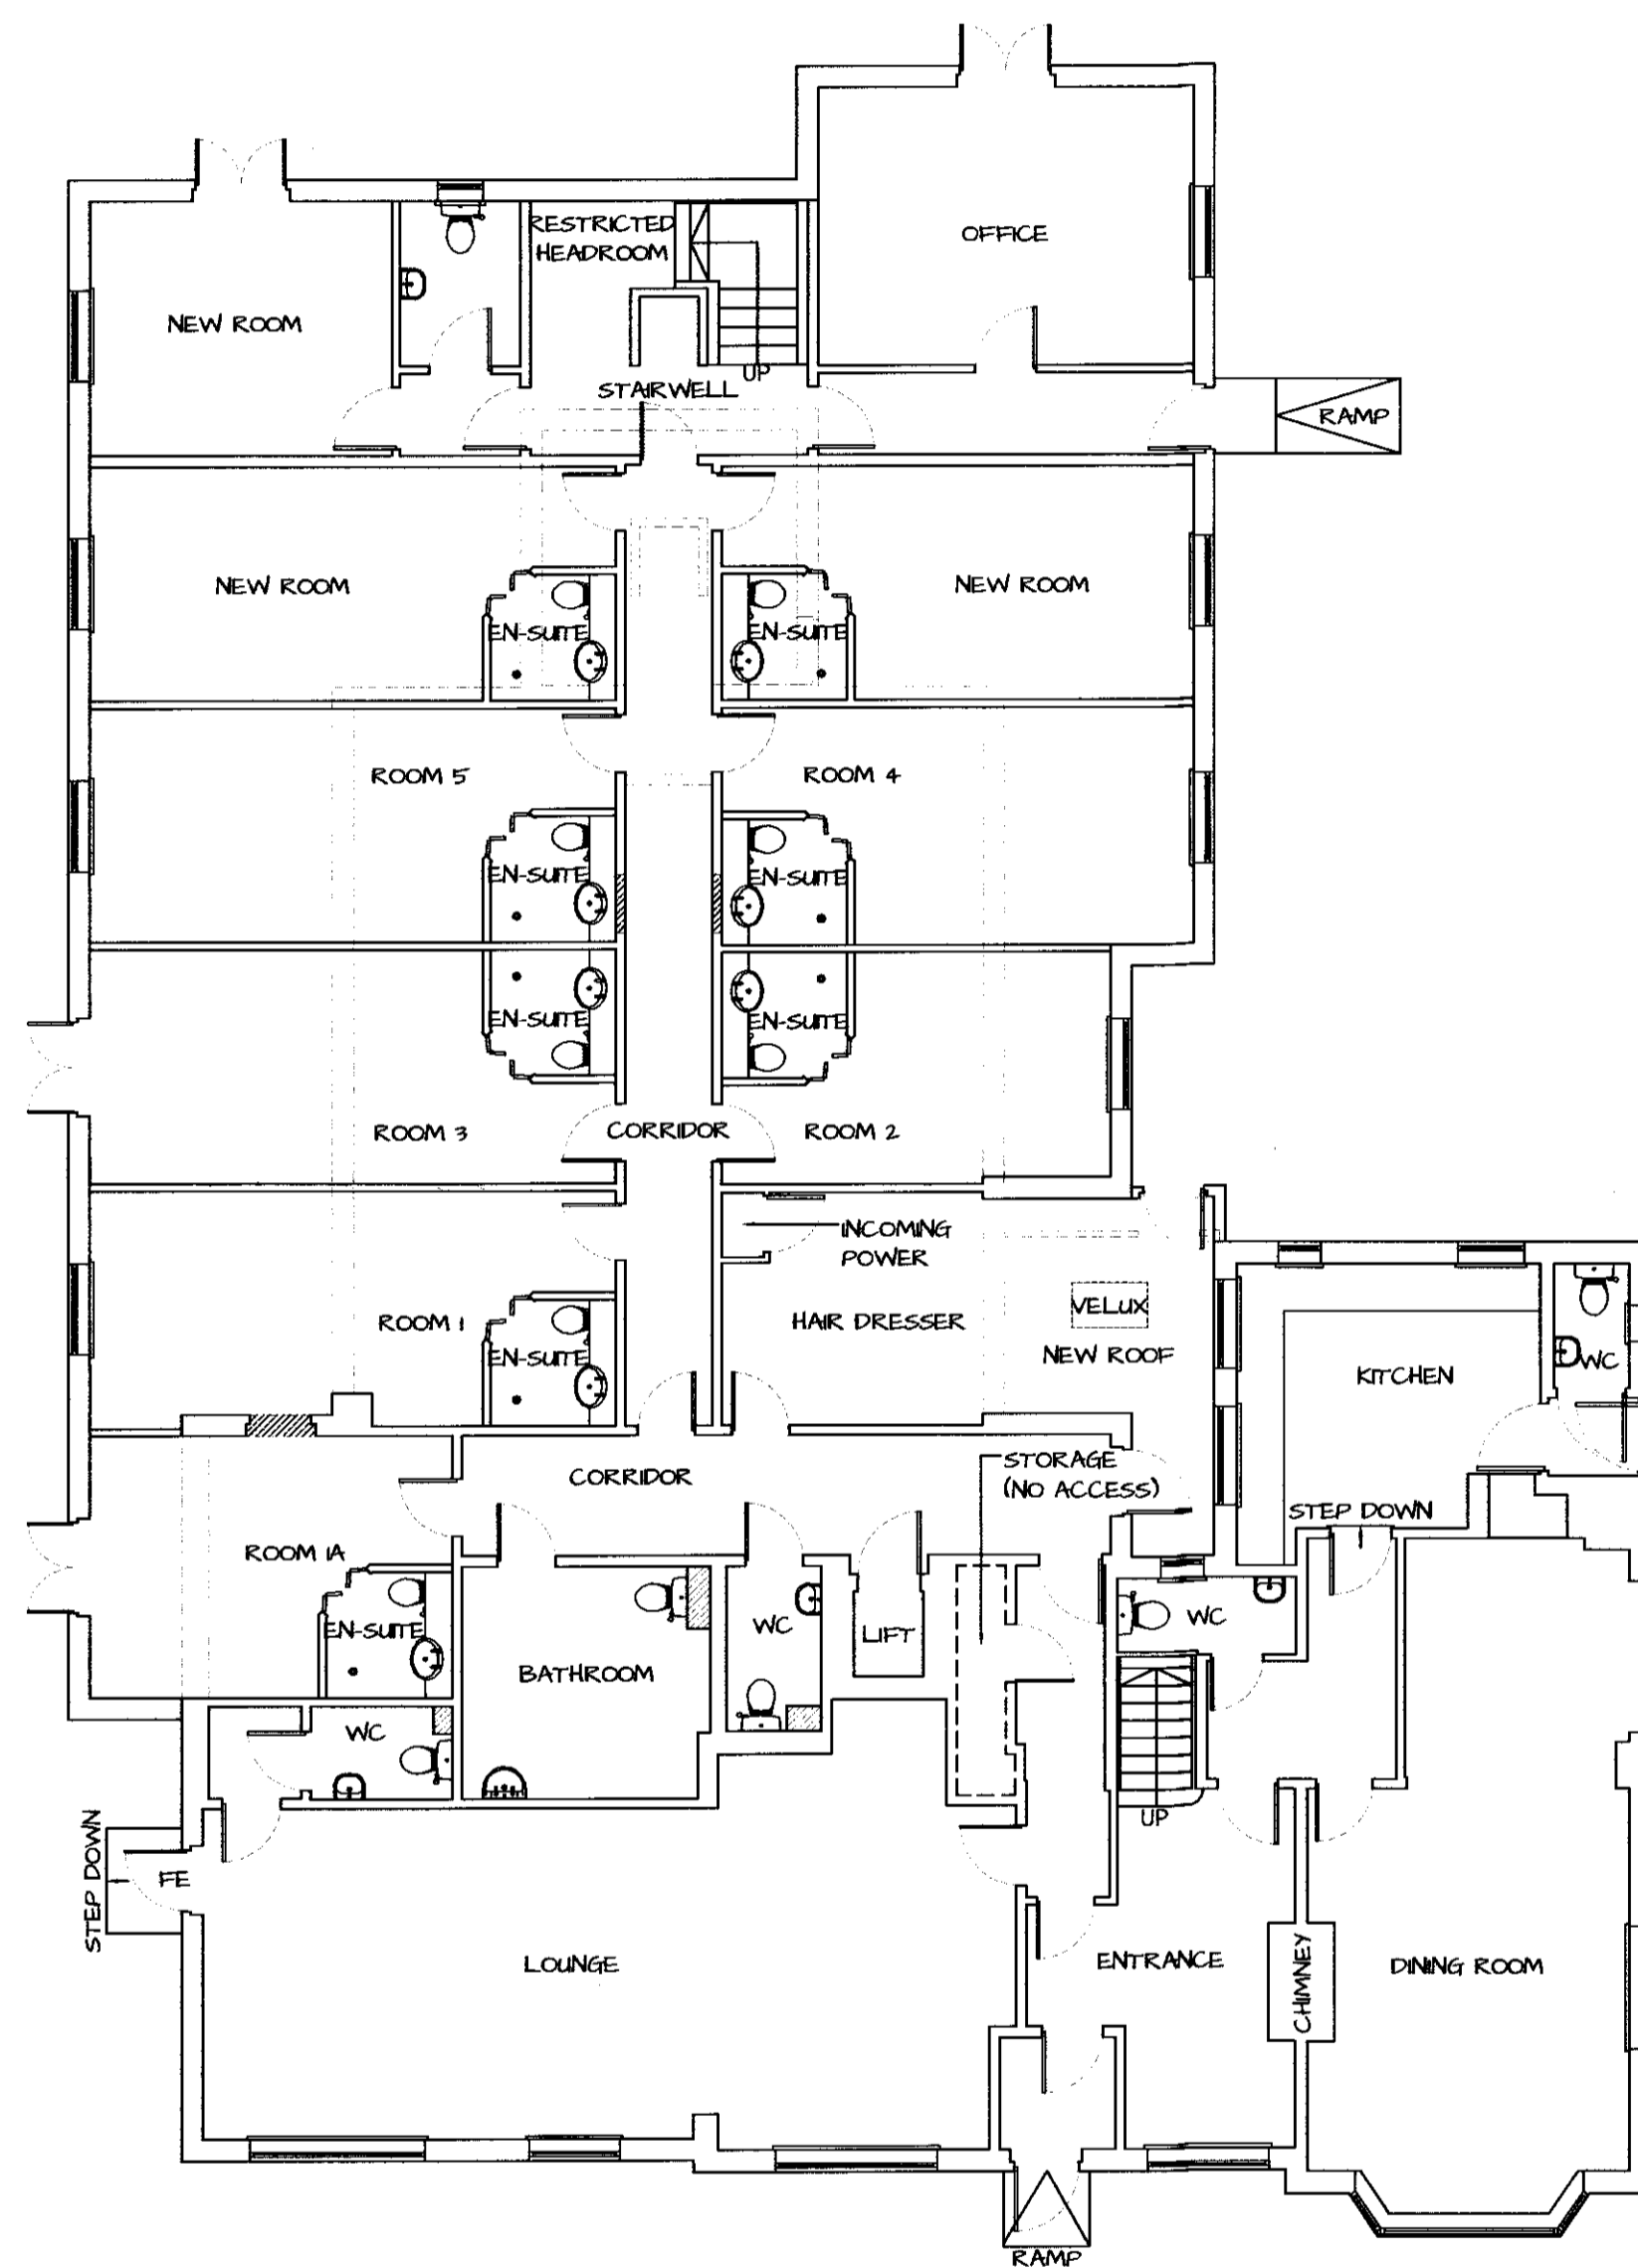 OFFICE
RESTRICTED
HEADROOM
NEW ROOM
UP
STAIRWELL
RAMP
NEW ROOM
NEW ROOM
EN-SUITE
EN-SUITE
ROOM 5
ROOM 4
EN-SUITE
EN-SUITE
EN-SUITE
EN-SUITE
ROOM 3
CORRIDOR
ROOM 2
INCOMING
POWER
VELUX
ROOM 1
HAIR DRESSER
NEW ROOF
EN-SUITE
KITCHEN
WC
CORRIDOR
STORAGE
(NO ACCESS)
STEP DOWN
ROOM 1A
EN-SUITE
WC
LIFT
WC
BATHROOM
WC
UP
STEP DOWN
FE
LOUNGE
ENTRANCE
CHIMNEY
DINING ROOM
RAMP